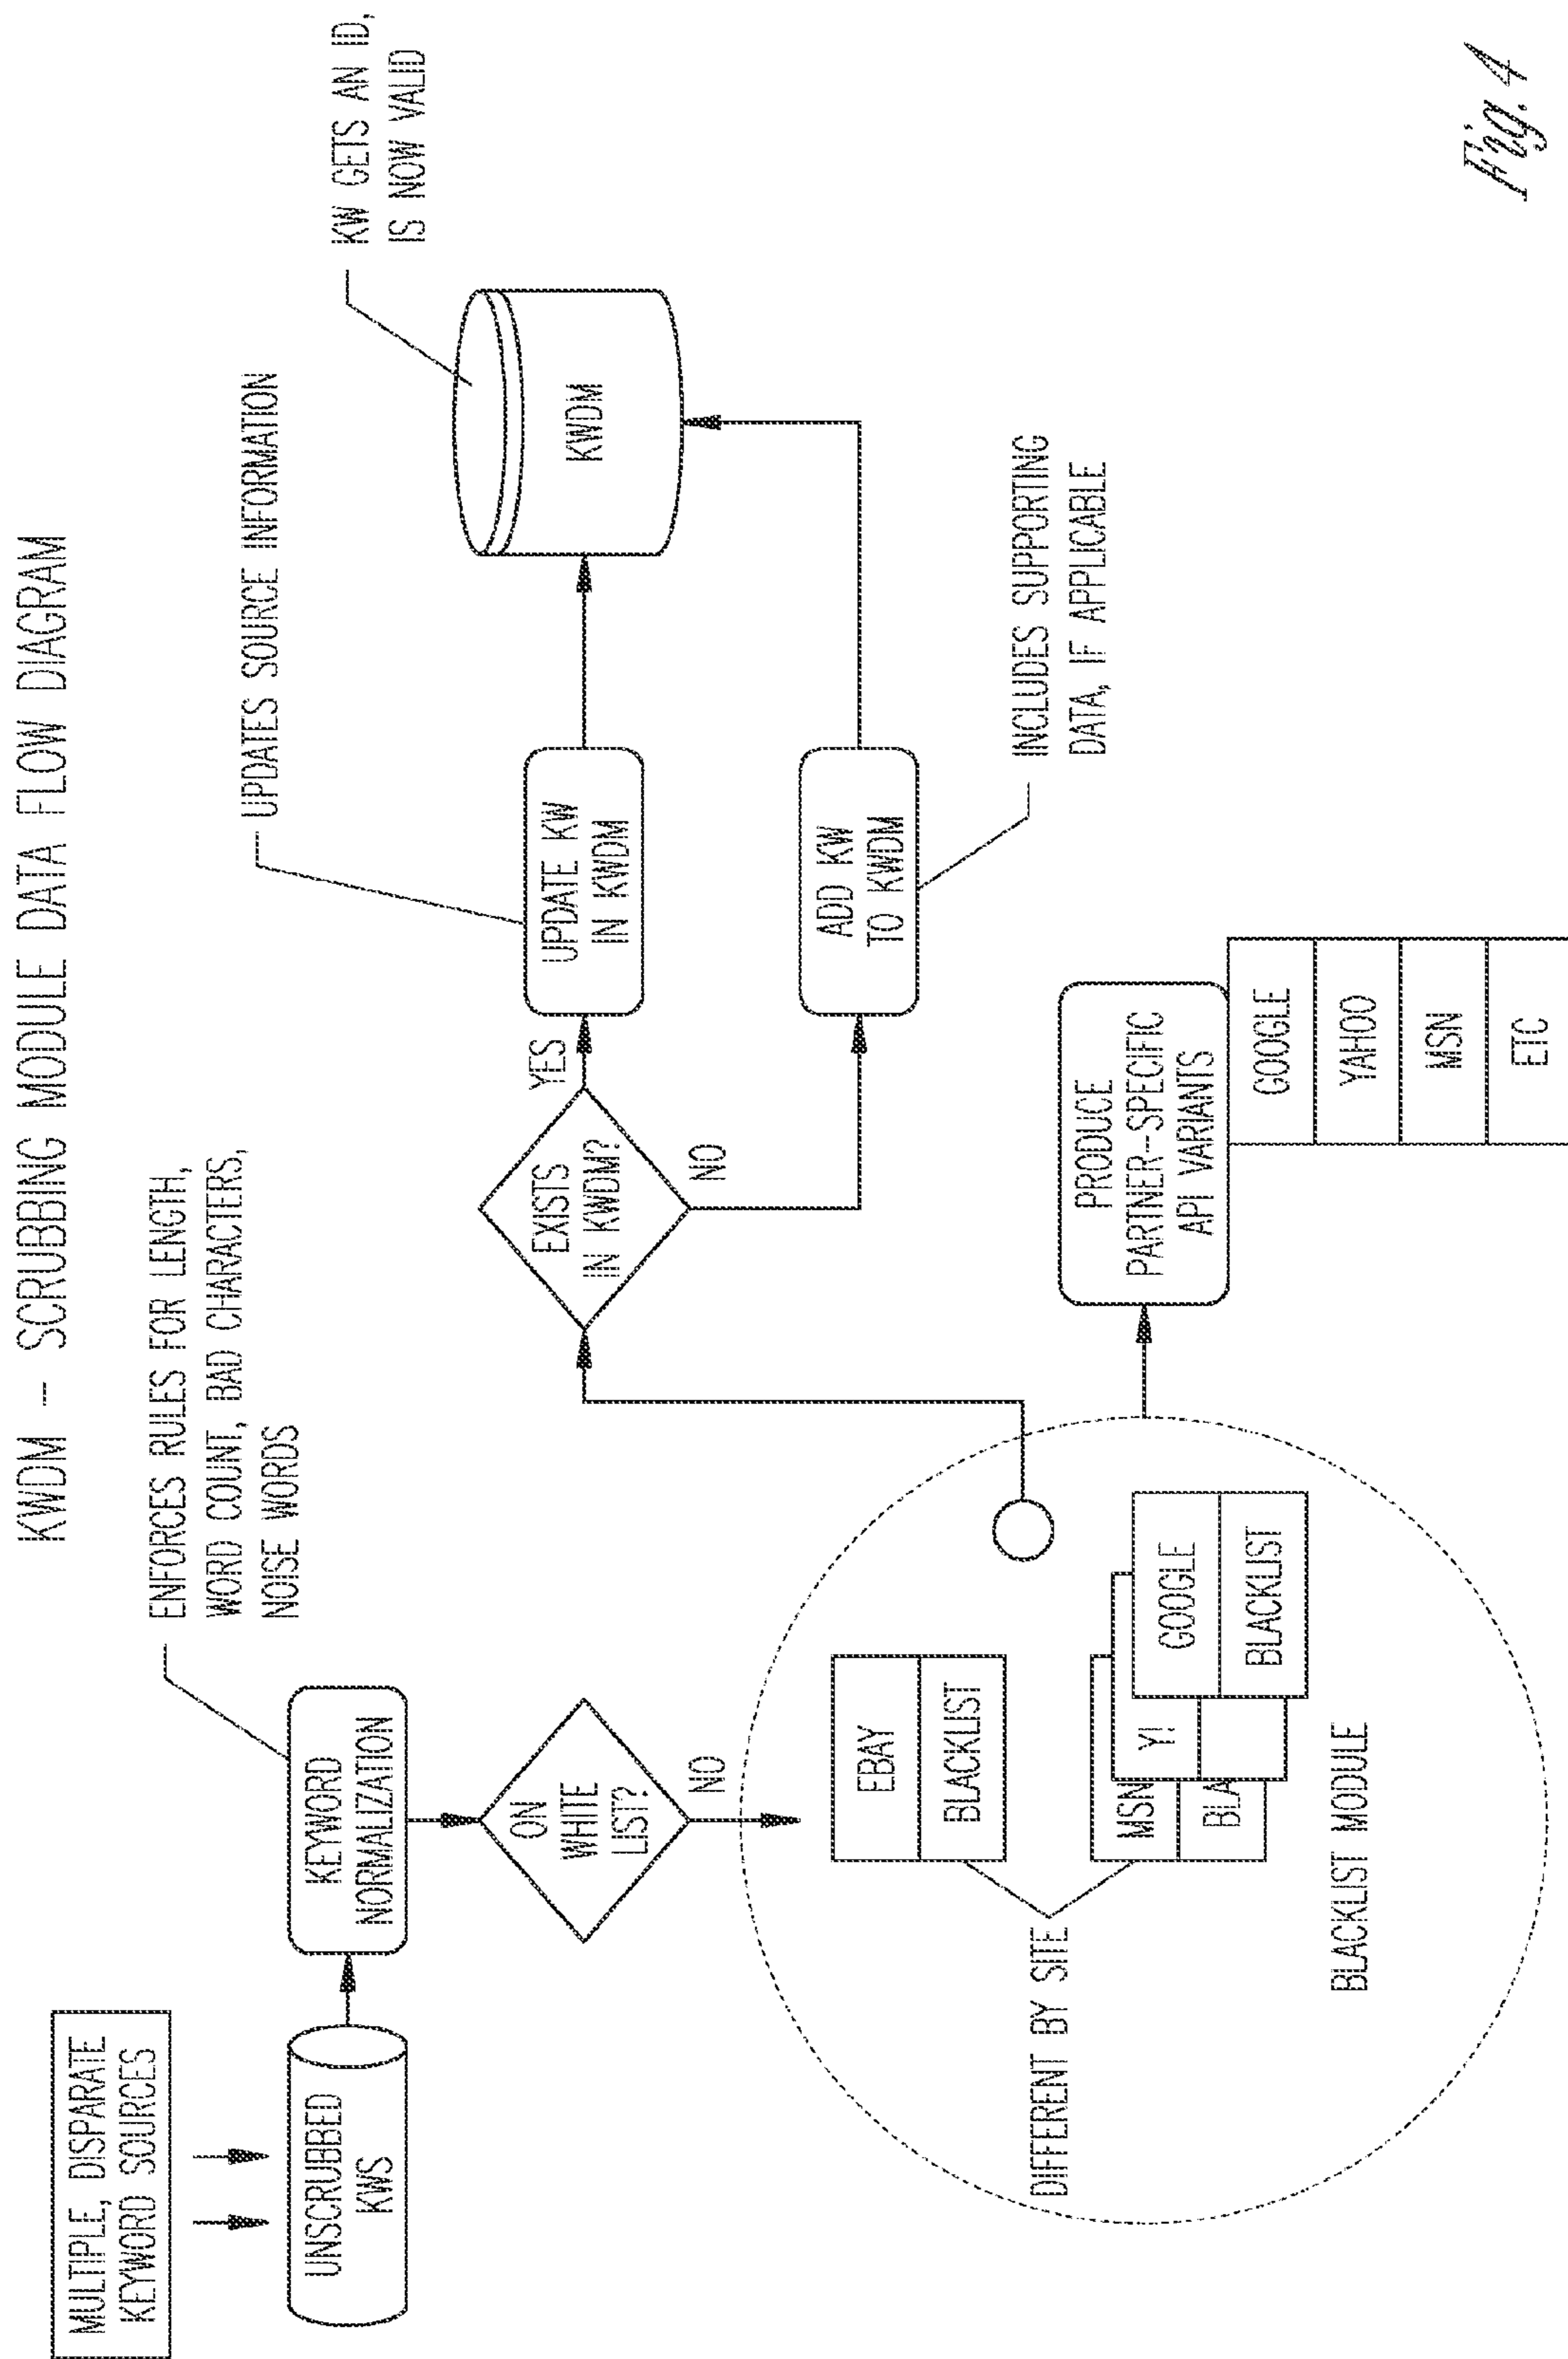 KWDM -- SCRUBBING MODULE DATA FLOW DIAGRAM
MULTIPLE, DISPARATE
KEYWORD SOURCES
UNSCRUBBED
KWS
ENFORCES RULES FOR LENGTH,
WORD COUNT, BAD CHARACTERS,
NOISE WORDS
KEYWORD
NORMALIZATION
ON
WHITE
LIST?
NO
EBAY
BLACKLIST
DIFFERENT BY SITE
MSN
BLA
Y!
GOOGLE
BLACKLIST
BLACKLIST MODULE
EXISTS
IN KWDM?
YES
NO
UPDATES SOURCE INFORMATION
UPDATE KW
IN KWDM
ADD KW
TO KWDM
INCLUDES SUPPORTING
DATA, IF APPLICABLE
KWDM
KW GETS AN ID,
IS NOW VALID
PRODUCE
PARTNER-SPECIFIC
API VARIANTS
GOOGLE
YAHOO
MSN
ETC
Fig. 4